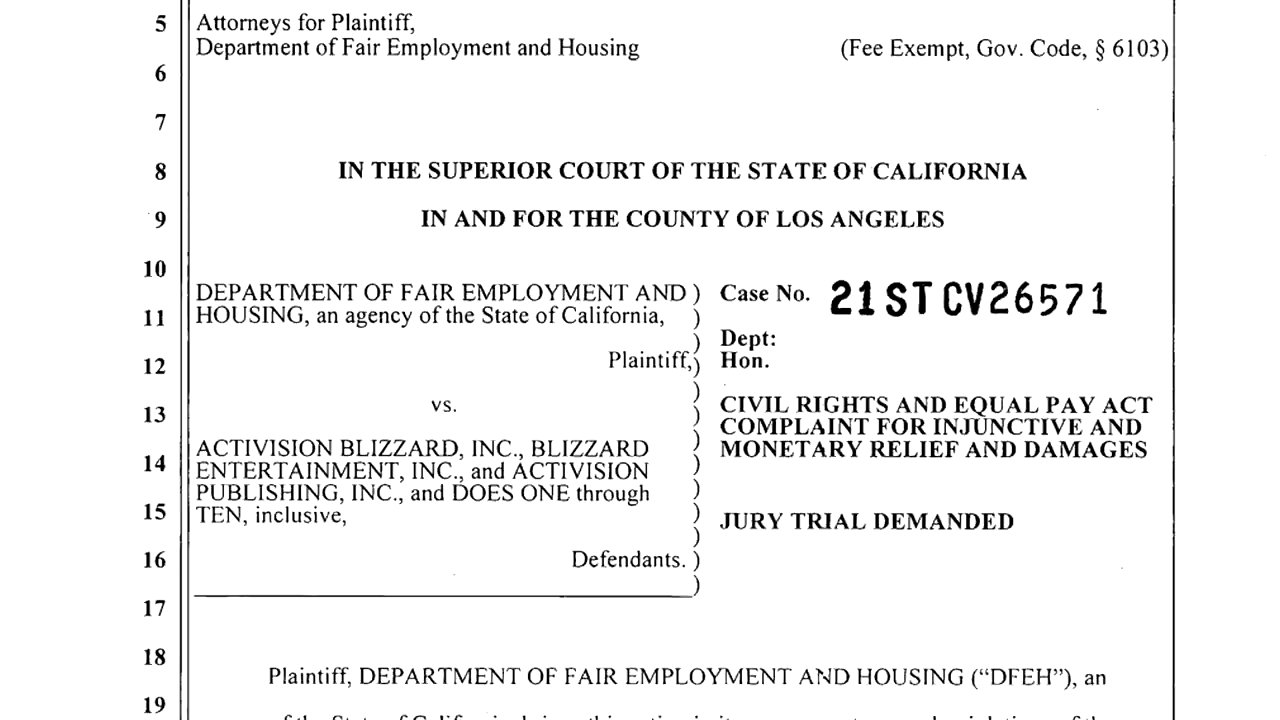 5 Attorneys for Plaintiff,
Department of Fair Employment and Housing (Fee Exempt, Gov. Code, § 6103)
6
7
8 IN THE SUPERIOR COURT OF THE STATE OF CALIFORNIA
9 IN AND FOR THE COUNTY OF LOS ANGELES
10
DEPARTMENT OF FAIR EMPLOYMENT AND ) Case No. 21STCV26571
11 HOUSING, an agency of the State of California, )
) Dept:
12 Plaintiff, ) Hon.
)
13 vs. ) CIVIL RIGHTS AND EQUAL PAY ACT
) COMPLAINT FOR INJUNCTIVE AND
ACTIVISION BLIZZARD, INC., BLIZZARD ) MONETARY RELIEF AND DAMAGES
14 ENTERTAINMENT, INC., and ACTIVISION )
PUBLISHING, INC., and DOES ONE through )
15 TEN, inclusive, ) JURY TRIAL DEMANDED
)
16 Defendants. )
)
17
18 Plaintiff, DEPARTMENT OF FAIR EMPLOYMENT AND HOUSING (“DFEH”), an
19